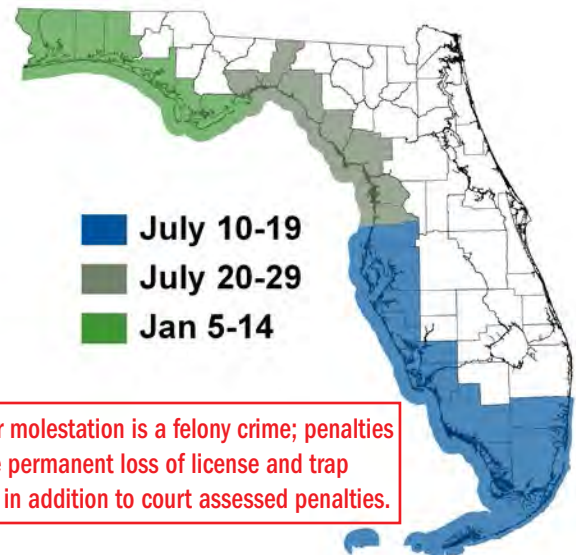 July 10-19
July 20-29
Jan 5-14
r molestation is a felony crime; penalties
e permanent loss of license and trap
in addition to court assessed penalties.